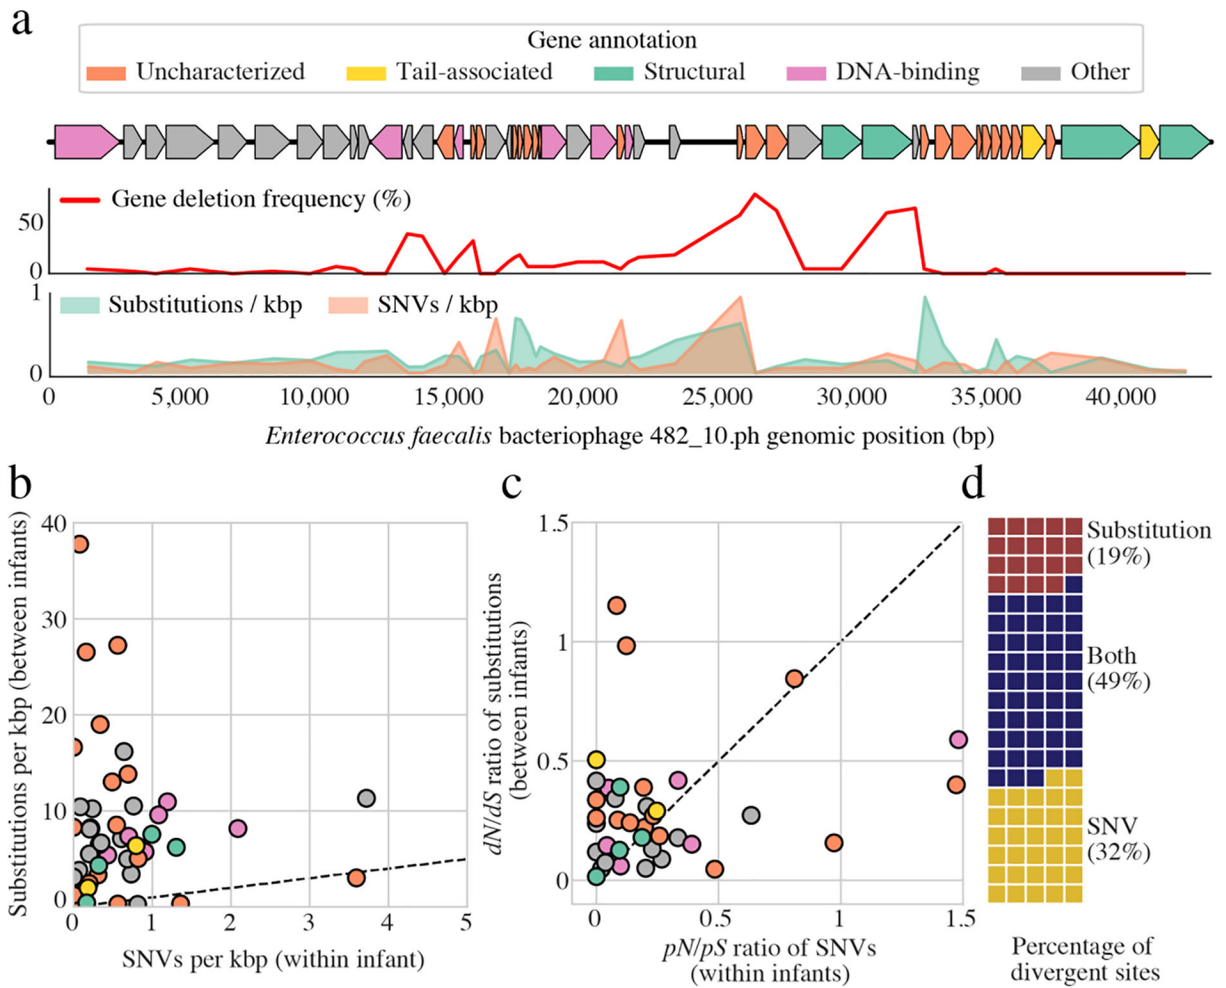 a
Gene annotation
Uncharacterized
Tail-associated
Structural
DNA-binding
Other
Gene deletion frequency (%)
50
0
Substitutions / kbp
SNVs / kbp
1
0
0
5,000
10,000
15,000
20,000
25,000
30,000
35,000
40,000
Enterococcus faecalis bacteriophage 482_10.ph genomic position (bp)
b
Substitutions per kbp (between infants)
40
30
20
10
0
0
1
2
3
4
5
SNVs per kbp (within infant)
c
dN/dS ratio of substitutions
(between infants)
1.5
1
0.5
0
0
0.5
1
1.5
pN/pS ratio of SNVs
(within infants)
d
Substitution
(19%)
Both
(49%)
SNV
(32%)
Percentage of
divergent sites